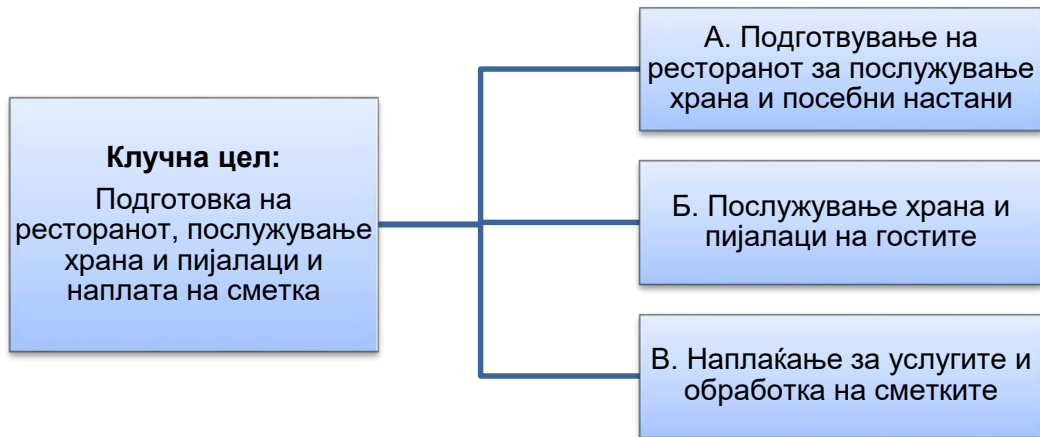 Клучна цел:
Подготовка на
ресторанот, послужување
храна и пијалаци и
наплата на сметка
А. Подготвување на
ресторанот за послужување
храна и посебни настани
Б. Послужување храна и
пијалаци на гостите
В. Наплаќање за услугите и
обработка на сметките